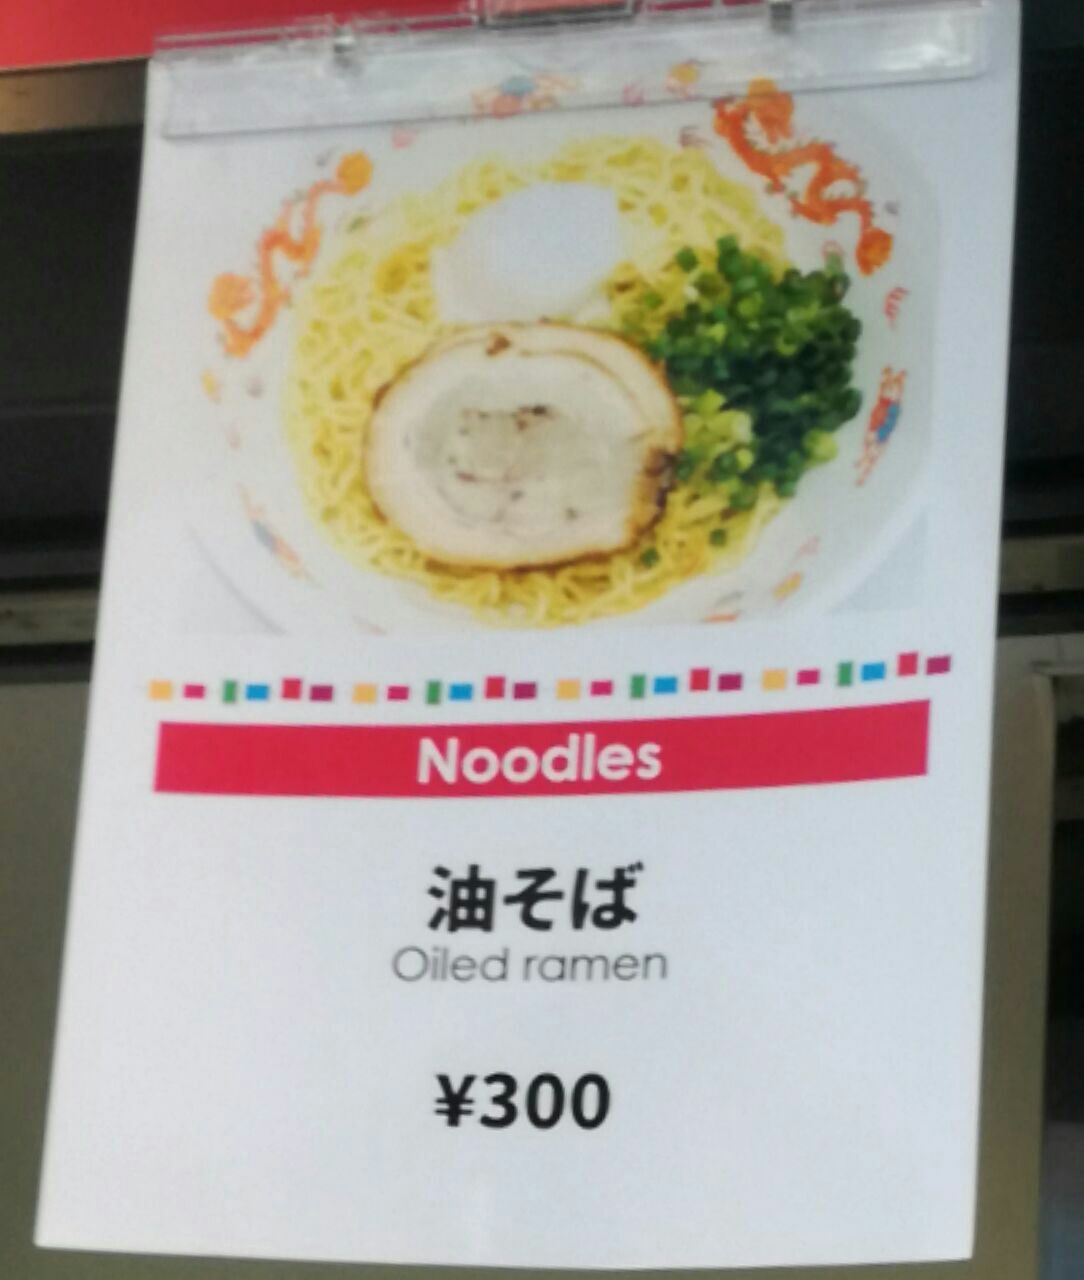 Noodles
油そば
Oiled ramen
¥300